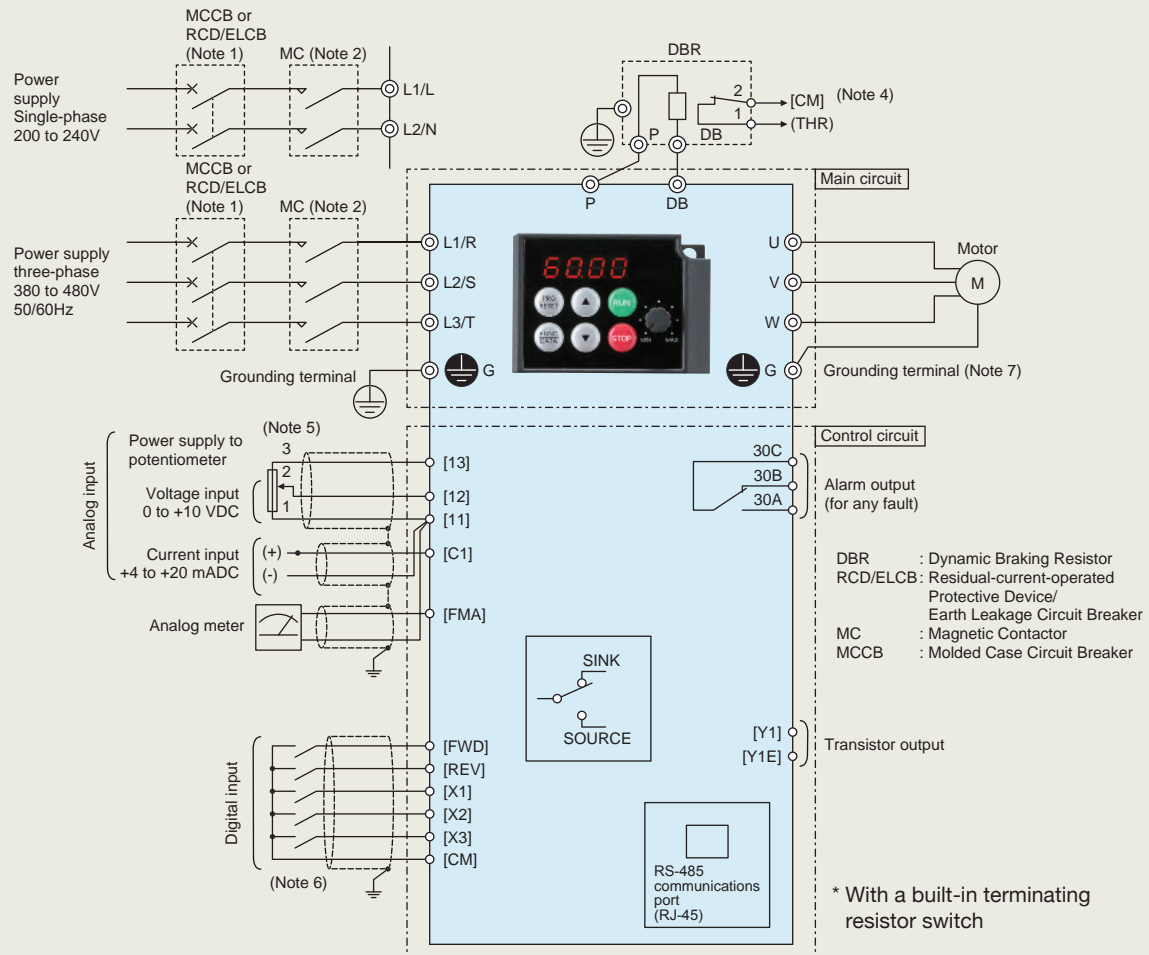 MCCB or
RCD/ELCB
(Note 1)
MC (Note 2)
Power
supply
Single-phase
200 to 240V
L1/L
L2/N
DBR
2
1
[CM]
(Note 4)
(THR)
P
DB
MCCB or
RCD/ELCB
(Note 1)
MC (Note 2)
Main circuit
P
DB
Power supply
three-phase
380 to 480V
50/60Hz
L1/R
L2/S
L3/T
60.00
PRG
RESET
RUN
FUNC
DATA
STOP
MIN
MAX
U
V
W
Motor
M
Grounding terminal
G
G
Grounding terminal (Note 7)
Control circuit
Analog input
Power supply to
potentiometer
(Note 5)
3
2
1
Voltage input
0 to +10 VDC
Current input
+4 to +20 mADC
(+)
(-)
Analog meter
[13]
[12]
[11]
[C1]
[FMA]
30C
30B
30A
Alarm output
(for any fault)
DBR : Dynamic Braking Resistor
RCD/ELCB : Residual-current-operated
Protective Device/
Earth Leakage Circuit Breaker
MC : Magnetic Contactor
MCCB : Molded Case Circuit Breaker
SINK
SOURCE
Digital input
[FWD]
[REV]
[X1]
[X2]
[X3]
[CM]
(Note 6)
[Y1]
[Y1E]
Transistor output
RS-485
communications
port
(RJ-45)
* With a built-in terminating
resistor switch